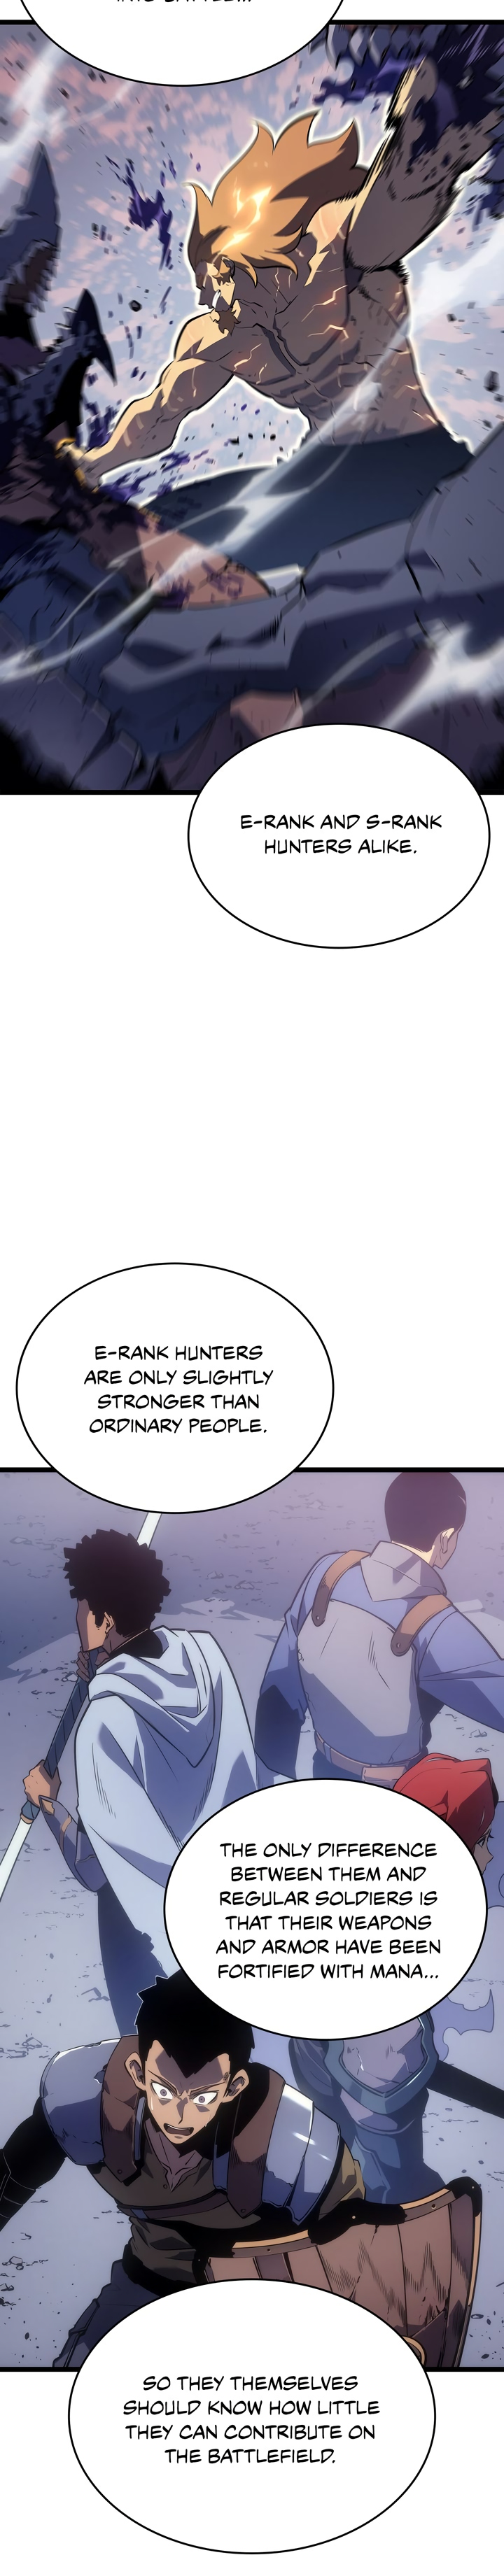 E-RANK AND S-RANK
HUNTERS ALIKE.
E-RANK HUNTERS
ARE ONLY SLIGHTLY
STRONGER THAN
ORDINARY PEOPLE.
THE ONLY DIFFERENCE
BETWEEN THEM AND
REGULAR SOLDIERS IS
THAT THEIR WEAPONS
AND ARMOR HAVE BEEN
FORTIFIED WITH MANA...
SO THEY THEMSELVES
SHOULD KNOW HOW LITTLE
THEY CAN CONTRIBUTE ON
THE BATTLEFIELD.